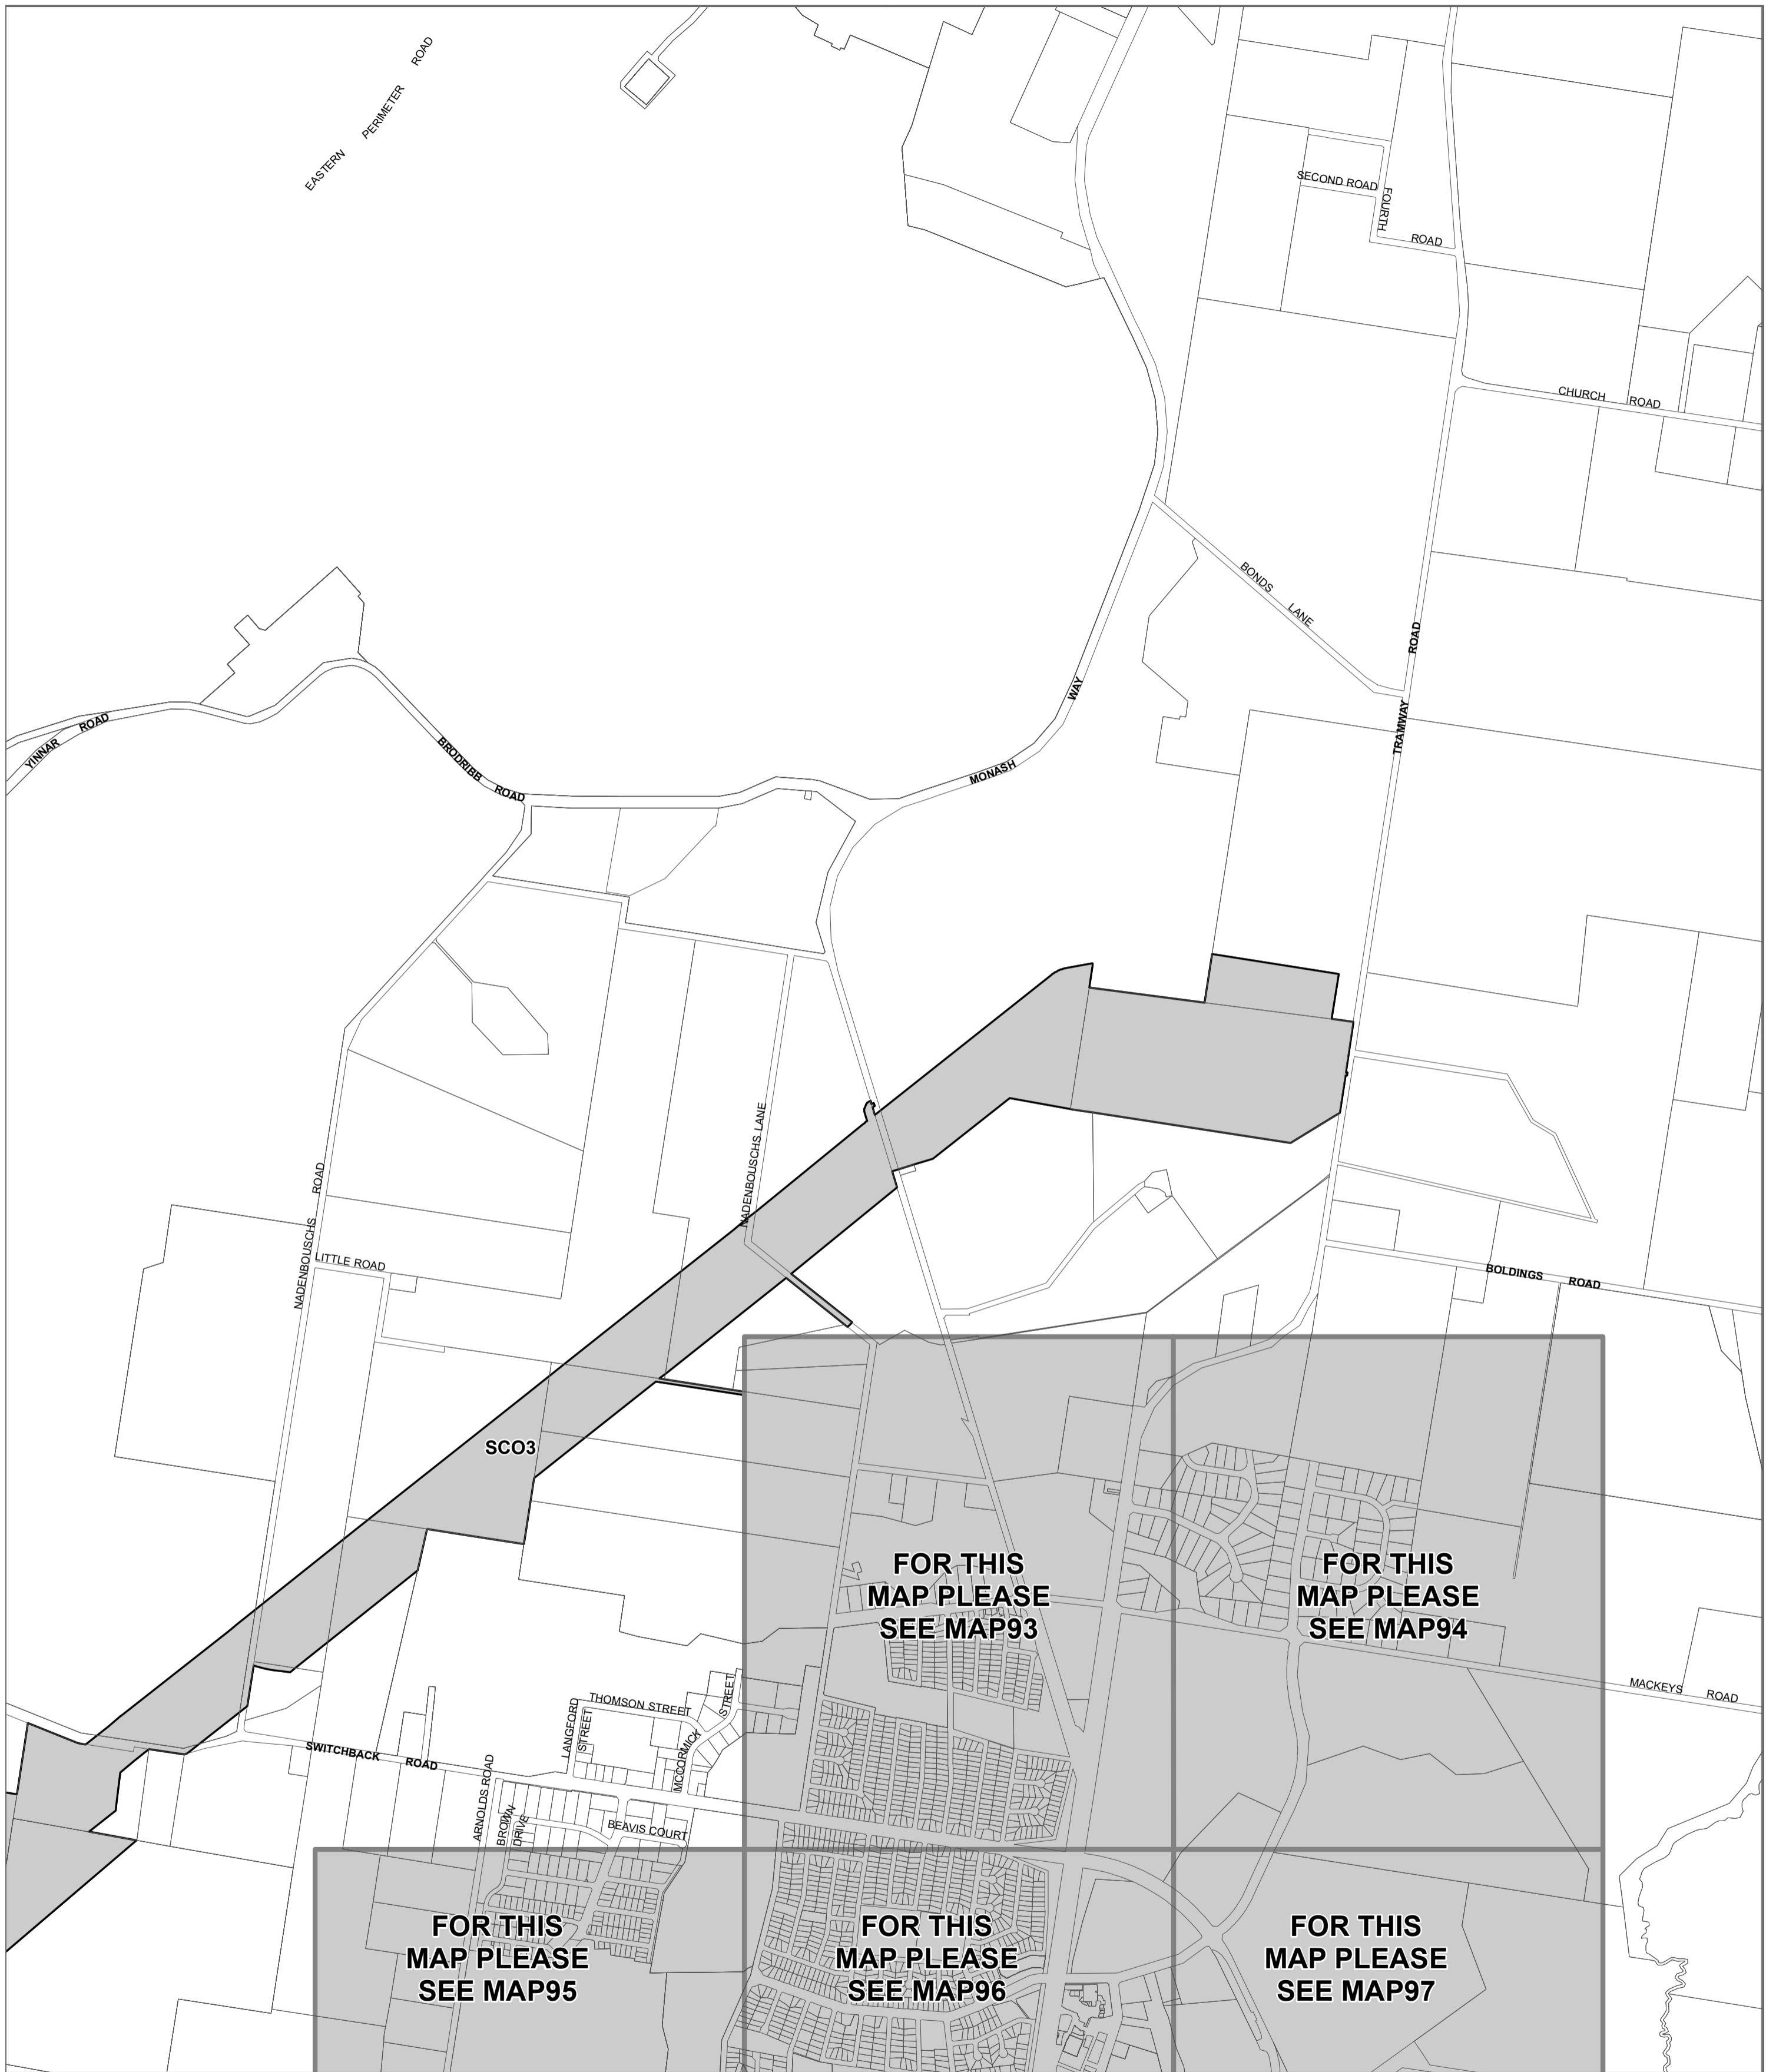 EASTERN PERIMETER ROAD
SECOND ROAD
FOURTH ROAD
CHURCH ROAD
BONDS LANE
TRAMWAY ROAD
YINNAR ROAD
BRODRIBB ROAD
MONASH WAY
NADENBOUSCHS LANE
NADENBOUSCHS ROAD
LITTLE ROAD
BOLDINGS ROAD
SCO3
FOR THIS
MAP PLEASE
SEE MAP93
FOR THIS
MAP PLEASE
SEE MAP94
MACKEYS ROAD
THOMSON STREET
LANGFORD STREET
MCCORMICK STREET
SWITCHBACK ROAD
ARNOLDS ROAD
BROWN DRIVE
BEAVIS COURT
FOR THIS
MAP PLEASE
SEE MAP95
FOR THIS
MAP PLEASE
SEE MAP96
FOR THIS
MAP PLEASE
SEE MAP97